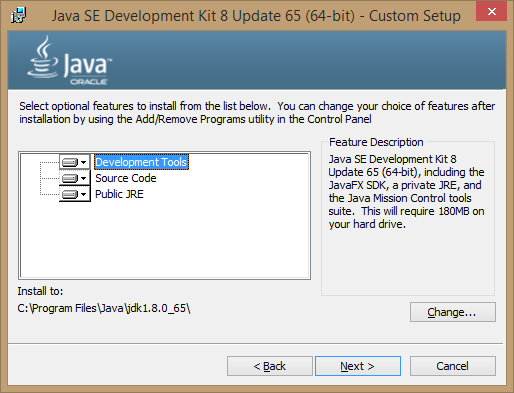 Java SE Development Kit 8 Update 65 (64-bit) - Custom Setup
Java™
ORACLE
Select optional features to install from the list below. You can change your choice of features after
installation by using the Add/Remove Programs utility in the Control Panel
Development Tools
Source Code
Public JRE
Feature Description
Java SE Development Kit 8
Update 65 (64-bit), including the
JavaFX SDK, a private JRE, and
the Java Mission Control tools
suite. This will require 180MB on
your hard drive.
Install to:
C:\Program Files\Java\jdk1.8.0_65\
Change...
< Back
Next >
Cancel